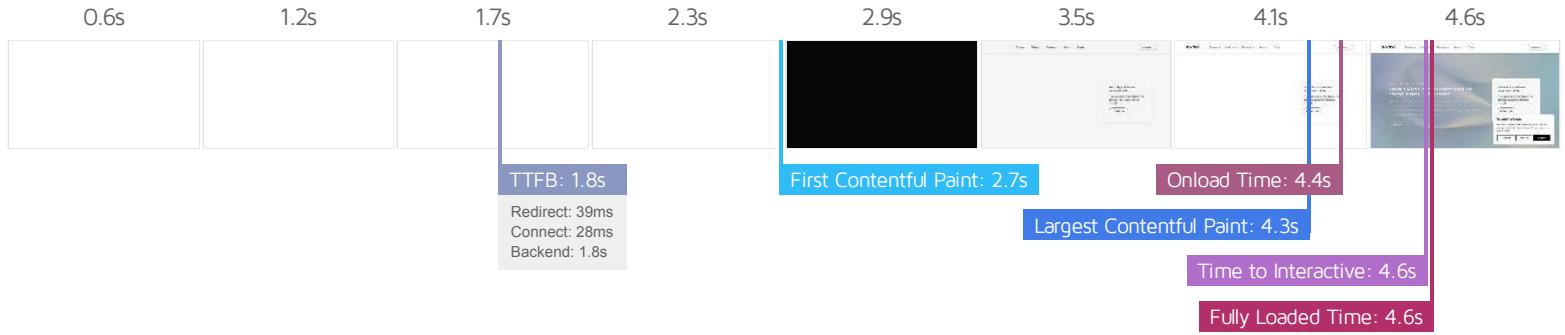 0.6s
1.2s
1.7s
2.3s
2.9s
3.5s
4.1s
4.6s
TTFB: 1.8s
Redirect: 39ms
Connect: 28ms
Backend: 1.8s
First Contentful Paint: 2.7s
Onload Time: 4.4s
Largest Contentful Paint: 4.3s
Time to Interactive: 4.6s
Fully Loaded Time: 4.6s